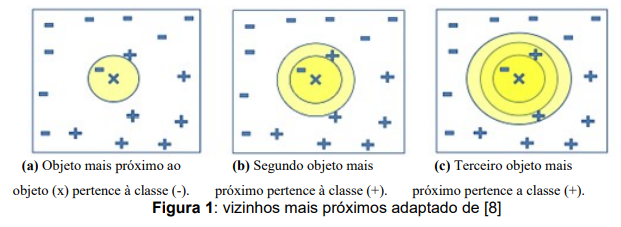 (a) Objeto mais próximo ao
objeto (x) pertence à classe (-).
(b) Segundo objeto mais
próximo pertence à classe (+).
(c) Terceiro objeto mais
próximo pertence a classe (+).
Figura 1: vizinhos mais próximos adaptado de [8]